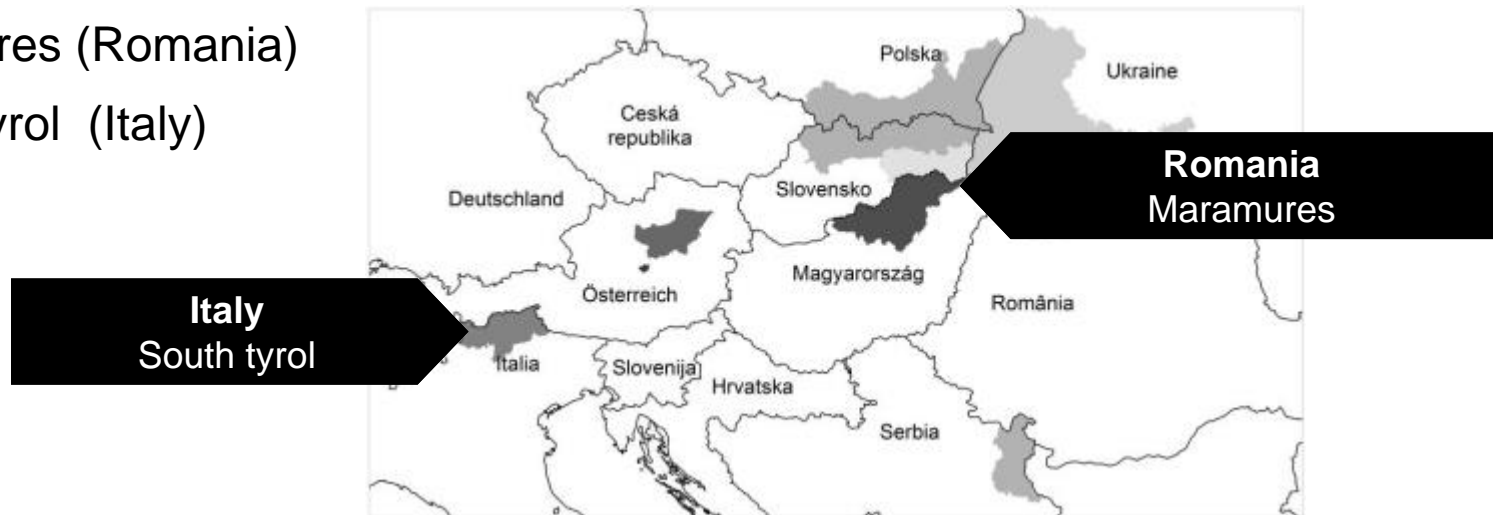 res (Romania)
yrol (Italy)
Polska
Ukraine
Ceská
republika
Romania
Maramures
Slovensko
Deutschland
Magyarország
Österreich
România
Italy
South tyrol
Italia
Slovenija
Hrvatska
Serbia